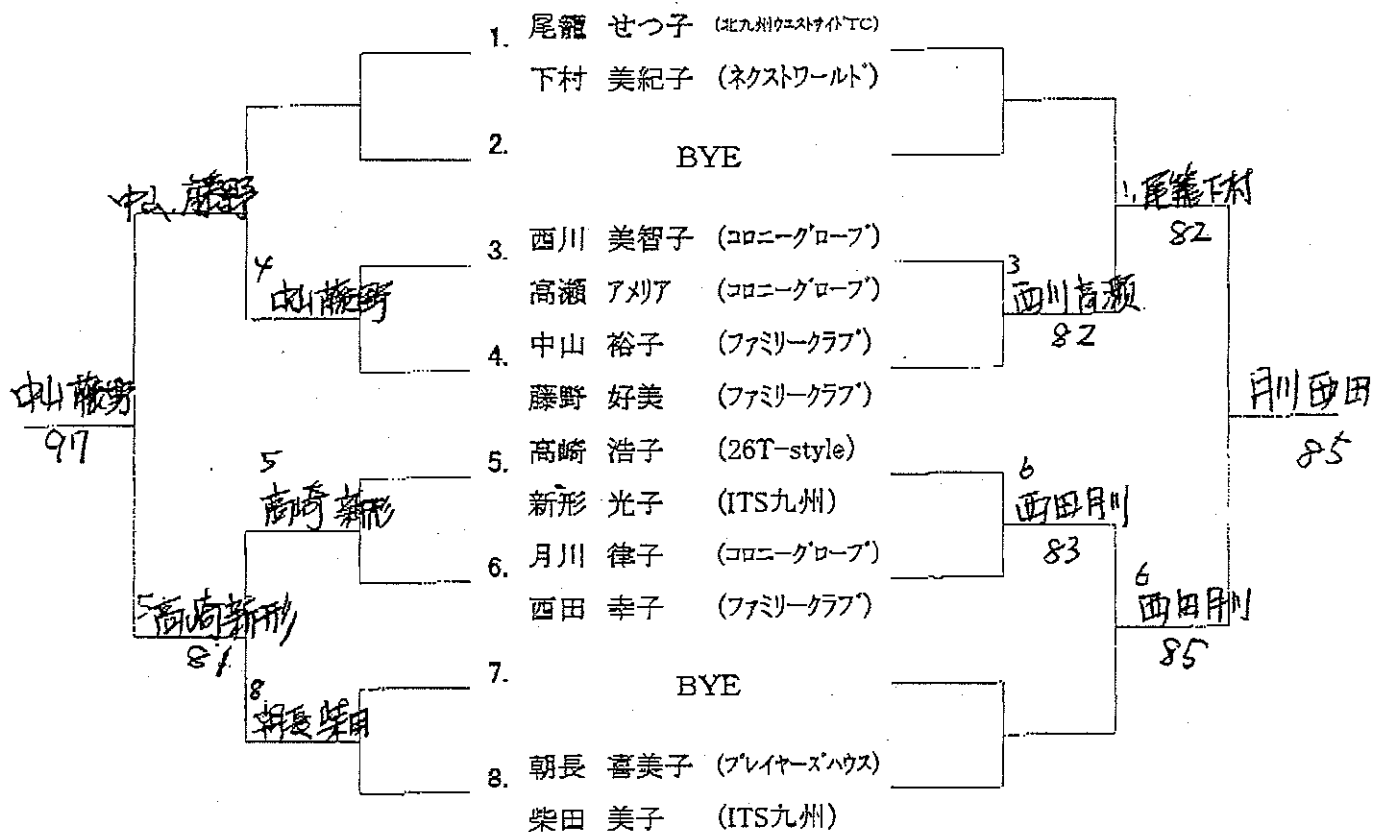 1. 尾籠 せつ子 (北九州ウエストサイドTC)
下村 美紀子 (ネクストワールド)
2. BYE
3. 西川 美智子 (コロニーグローブ)
高瀬 アメリア (コロニーグローブ)
4. 中山 裕子 (ファミリークラブ)
藤野 好美 (ファミリークラブ)
5. 高崎 浩子 (26T-style)
新形 光子 (ITS九州)
6. 月川 律子 (コロニーグローブ)
西田 幸子 (ファミリークラブ)
7. BYE
8. 朝長 喜美子 (プレイヤーズハウス)
柴田 美子 (ITS九州)
中山 藤野
4
中山 藤野
中山 藤野
97
5
高崎 新形
5 高崎 新形
81
8
朝長 柴田
1. 尾籠 下村
82
3
西川 高瀬
82
6
西田 月川
83
6
西田 月川
85
月川 西田
85